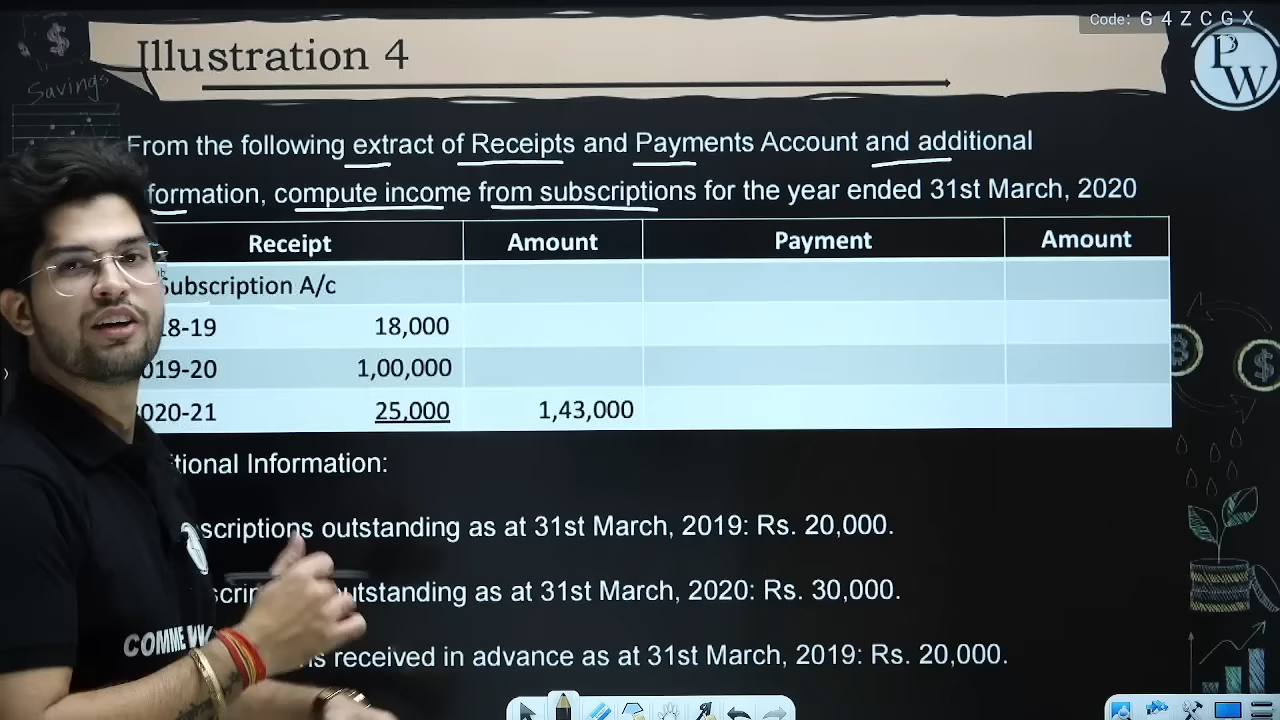 Code: G 4 Z C G X
Illustration 4
PW
Savings
From the following extract of Receipts and Payments Account and additional
formation, compute income from subscriptions for the year ended 31st March, 2020
Receipt Amount Payment Amount
Subscription A/c
18-19 18,000
019-20 1,00,000
020-21 25,000 1,43,000
tional Information:
scriptions outstanding as at 31st March, 2019: Rs. 20,000.
scrip utstanding as at 31st March, 2020: Rs. 30,000.
s received in advance as at 31st March, 2019: Rs. 20,000.
COMME